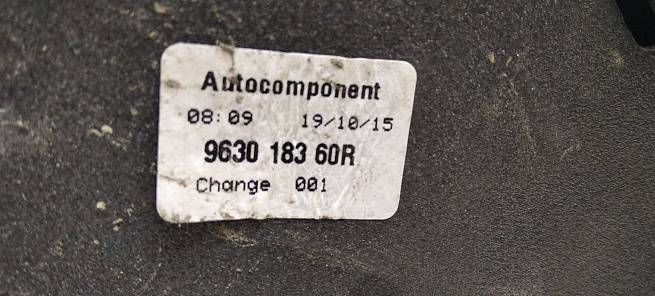 Autocomponent
08:09 19/10/15
9630 183 60R
Change 001